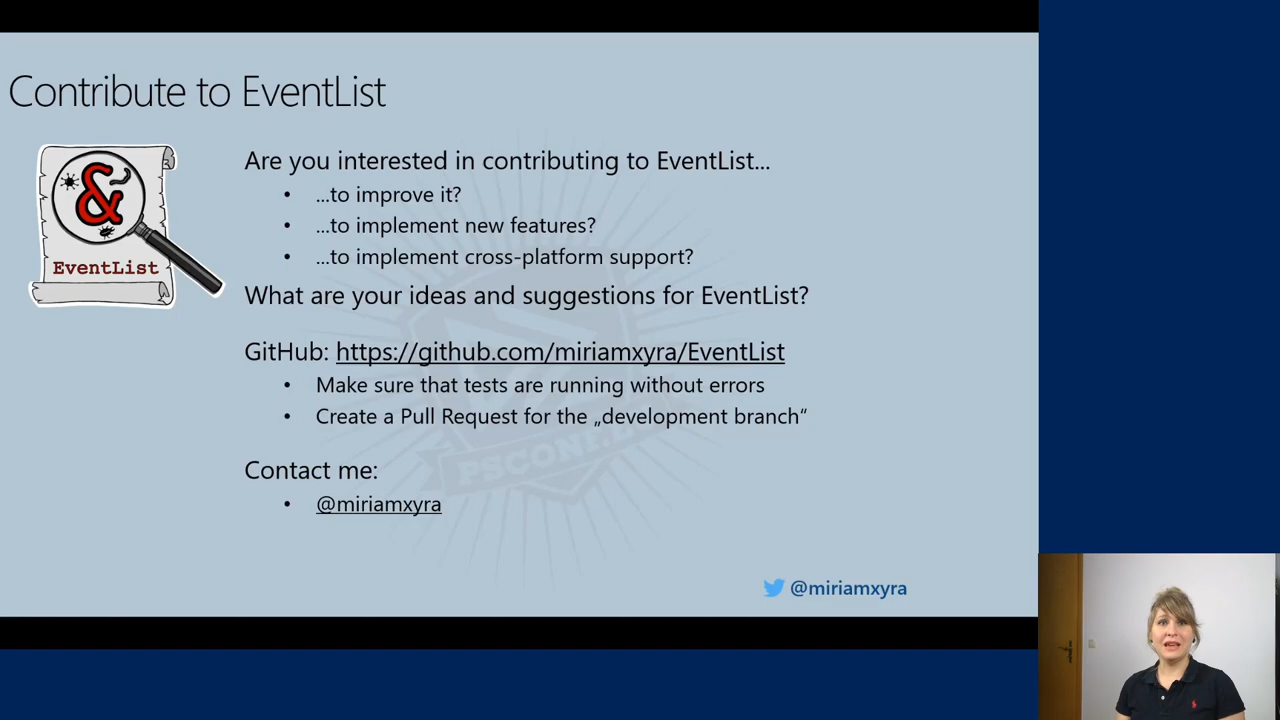 Contribute to EventList
&
EventList
Are you interested in contributing to EventList...
• ...to improve it?
• ...to implement new features?
• ...to implement cross-platform support?
What are your ideas and suggestions for EventList?
GitHub: https://github.com/miriamxyra/EventList
• Make sure that tests are running without errors
• Create a Pull Request for the „development branch“
PSCONF.
Contact me:
• @miriamxyra
@miriamxyra